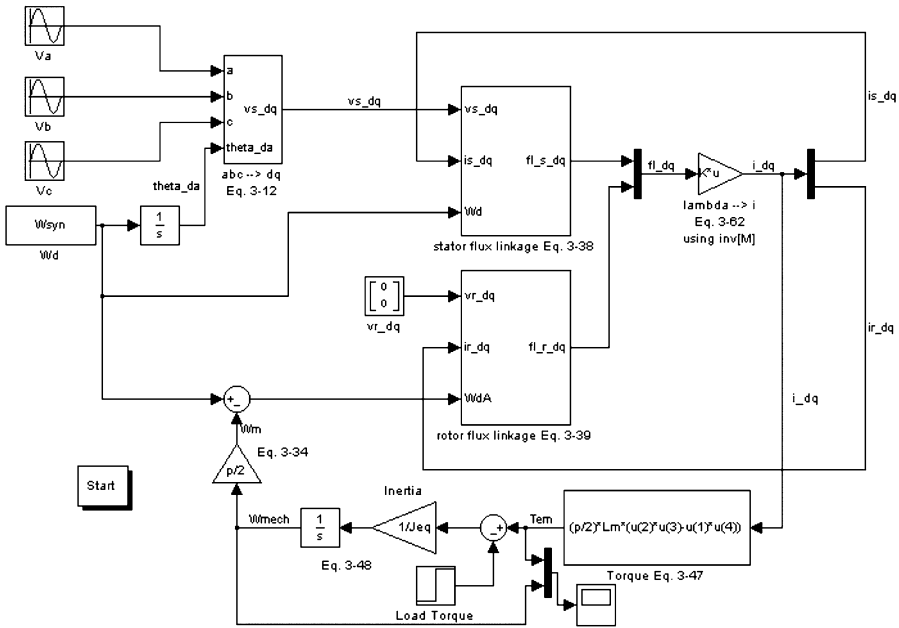 Va
Vb
Vc
a
b
c
theta_da
vs_dq
abc --> dq
Eq. 3-12
theta_da
Wsyn
Wd
1
s
vs_dq
vs_dq
is_dq
Wd
fl_s_dq
stator flux linkage Eq. 3-38
fl_dq
K*u
lambda --> i
Eq. 3-62
using inv[M]
i_dq
is_dq
ir_dq
i_dq
0
0
vr_dq
vr_dq
ir_dq
WdA
fl_r_dq
rotor flux linkage Eq. 3-39
+
-
Wm
Eq. 3-34
p/2
Start
Wmech
1
s
Eq. 3-48
Inertia
1/Jeq
-
+
Tem
(p/2)*Lm*(u(2)*u(3)-u(1)*u(4))
Torque Eq. 3-47
Load Torque